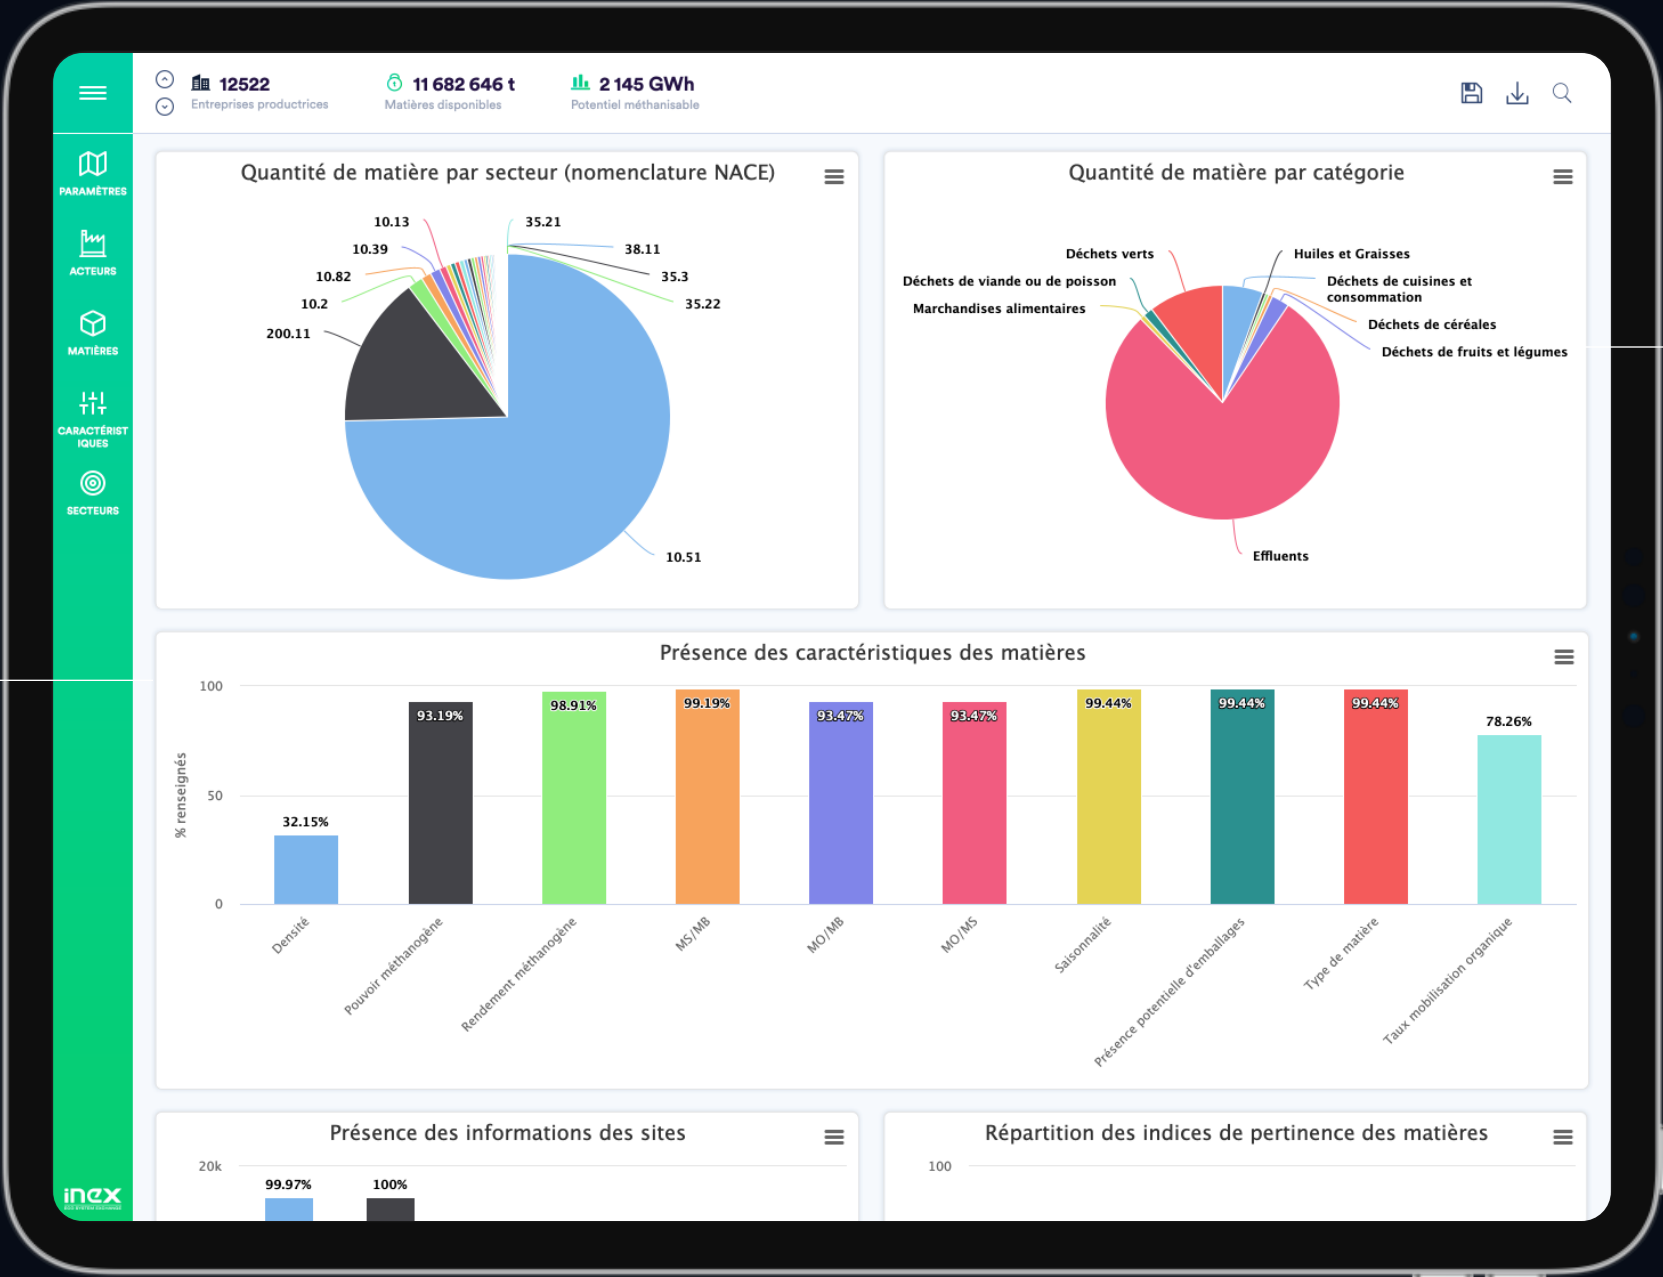 12522
Entreprises productrices
11 682 646 t
Matières disponibles
2 145 GWh
Potentiel méthanisable
PARAMÈTRES
ACTEURS
MATIÈRES
CARACTÉRIST
IQUES
SECTEURS
inex
Quantité de matière par secteur (nomenclature NACE)
10.13
35.21
10.39
38.11
10.82
35.3
10.2
35.22
200.11
10.51
Quantité de matière par catégorie
Déchets verts
Huiles et Graisses
Déchets de viande ou de poisson
Déchets de cuisines et
consommation
Marchandises alimentaires
Déchets de céréales
Déchets de fruits et légumes
Effluents
Présence des caractéristiques des matières
% renseignés
100
50
0
32.15%
93.19%
98.91%
99.19%
93.47%
93.47%
99.44%
99.44%
99.44%
78.26%
Densité
Pouvoir méthanogène
Rendement méthanogène
MS/MB
MO/MB
MO/MS
Saisonnalité
Présence potentielle d'emballages
Type de matière
Taux mobilisation organique
Présence des informations des sites
20k
99.97%
100%
Répartition des indices de pertinence des matières
100